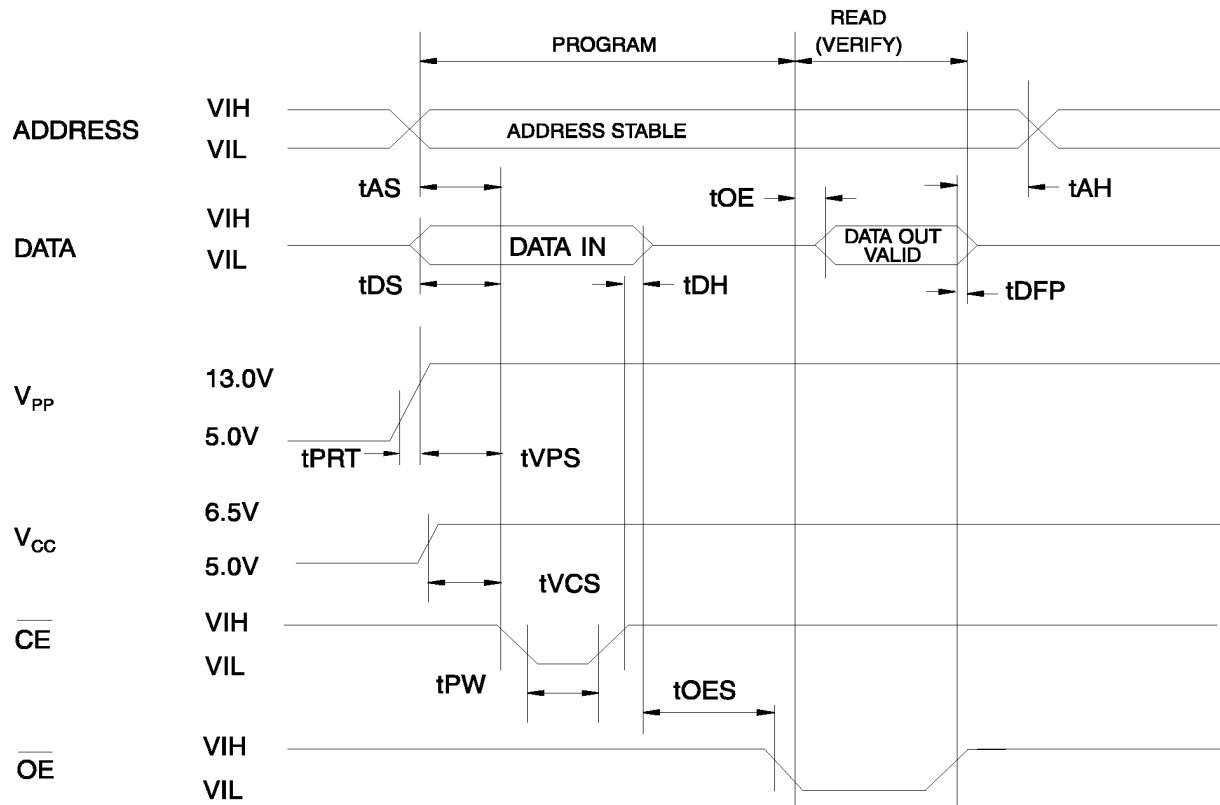 READ
PROGRAM (VERIFY)
VIH
ADDRESS ADDRESS STABLE
VIL
tAS tOE tAH
VIH
DATA DATA IN DATA OUT
VALID
VIL
tDS tDH tDFP
13.0V
VPP
5.0V
tPRT tVPS
6.5V
VCC
5.0V
tVCS
CE VIH
VIL
tPW tOES
OE VIH
VIL